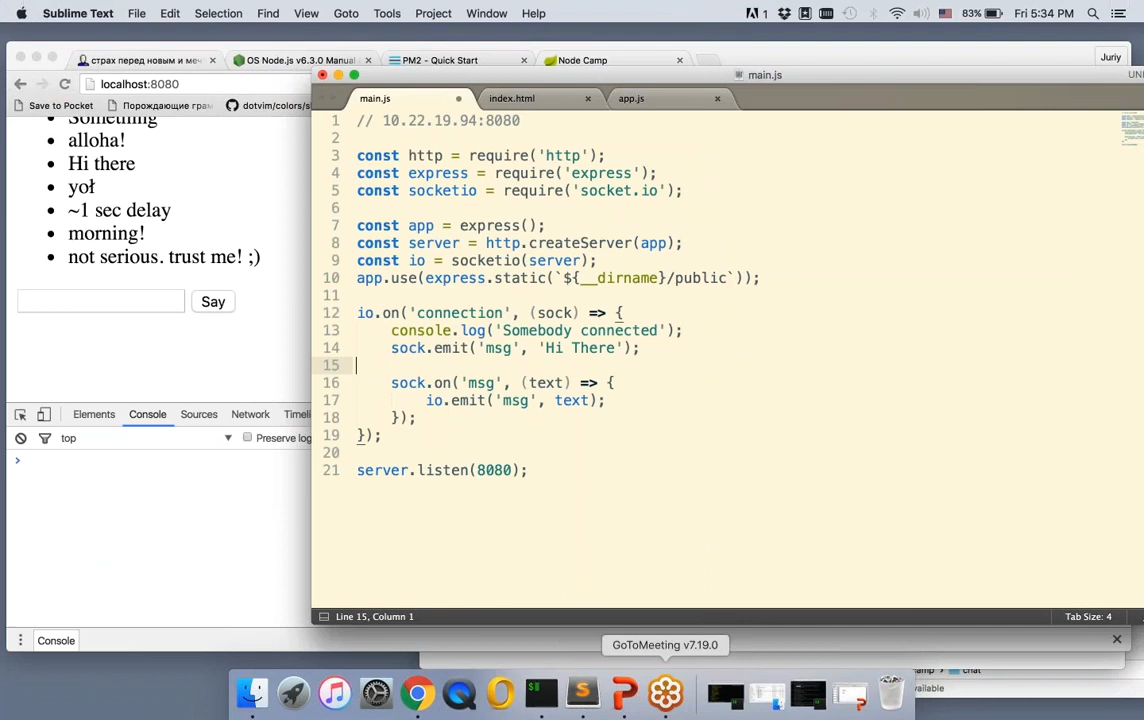 Sublime Text File Edit Selection Find View Goto Tools Project Window Help 1 83% Fri 5:34 PM
страх перед новым и меч × OS Node.js v6.3.0 Manual × PM2 - Quick Start × Node Camp × Juriy
localhost:8080
Save to Pocket Порождающие грам dotvim/colors/s
Something
alloha!
Hi there
yoł
~1 sec delay
morning!
not serious. trust me! ;)
Say
Elements Console Sources Network Timeli
top Preserve log
>
Console
main.js
main.js index.html × app.js ×
1 // 10.22.19.94:8080
2
3 const http = require('http');
4 const express = require('express');
5 const socketio = require('socket.io');
6
7 const app = express();
8 const server = http.createServer(app);
9 const io = socketio(server);
10 app.use(express.static(`${__dirname}/public`));
11
12 io.on('connection', (sock) => {
13 console.log('Somebody connected');
14 sock.emit('msg', 'Hi There');
15
16 sock.on('msg', (text) => {
17 io.emit('msg', text);
18 });
19 });
20
21 server.listen(8080);
Line 15, Column 1 Tab Size: 4
GoToMeeting v7.19.0
chat